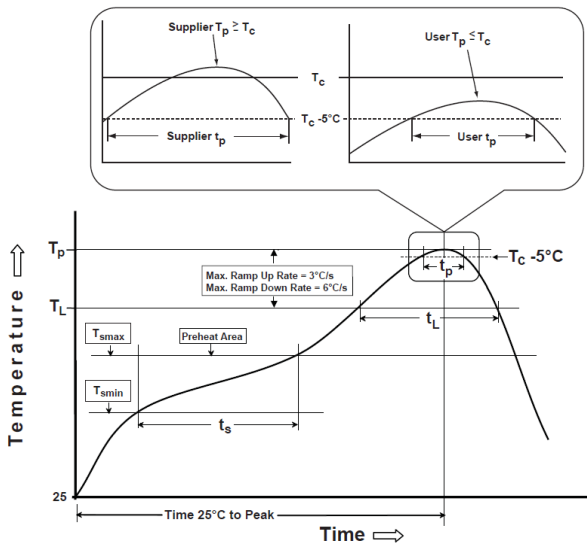 Supplier Tp ≥ Tc
User Tp ≤ Tc
Tc
Tc -5°C
Supplier tp
User tp
Tp
Tc -5°C
Max. Ramp Up Rate = 3°C/s
Max. Ramp Down Rate = 6°C/s
tp
TL
tL
Tsmax
Preheat Area
Tsmin
ts
Temperature
25
Time 25°C to Peak
Time